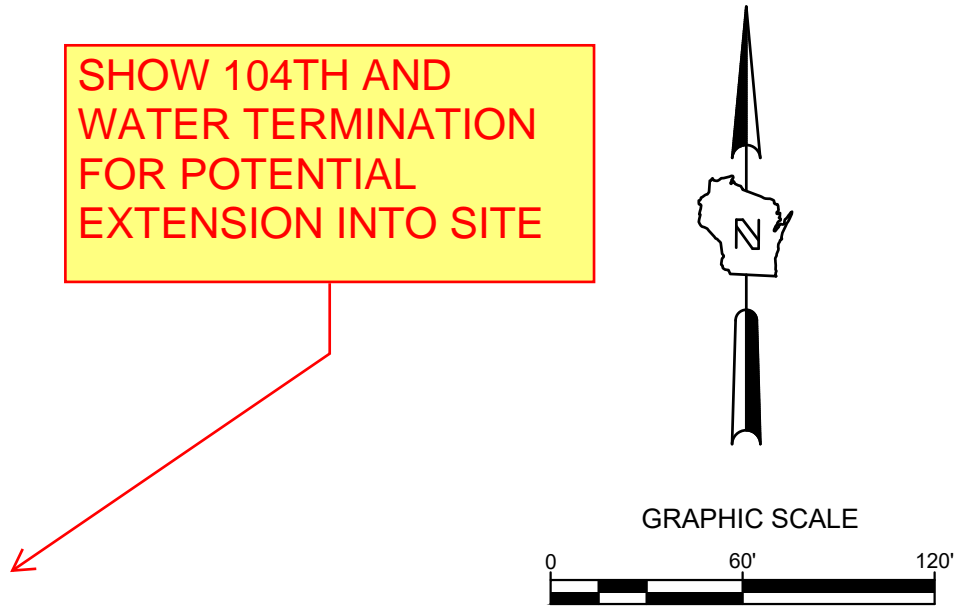 SHOW 104TH AND
WATER TERMINATION
FOR POTENTIAL
EXTENSION INTO SITE
N
GRAPHIC SCALE
0 60' 120'